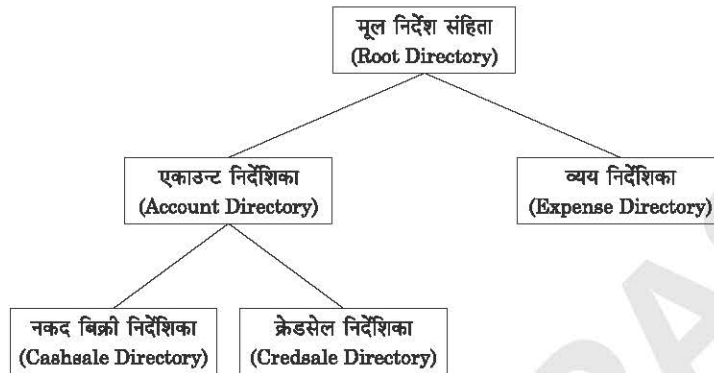 मूल निर्देश संहिता
(Root Directory)
एकाउन्ट निर्देशिका
(Account Directory)
व्यय निर्देशिका
(Expense Directory)
नकद बिक्री निर्देशिका
(Cashsale Directory)
क्रेडसेल निर्देशिका
(Credsale Directory)